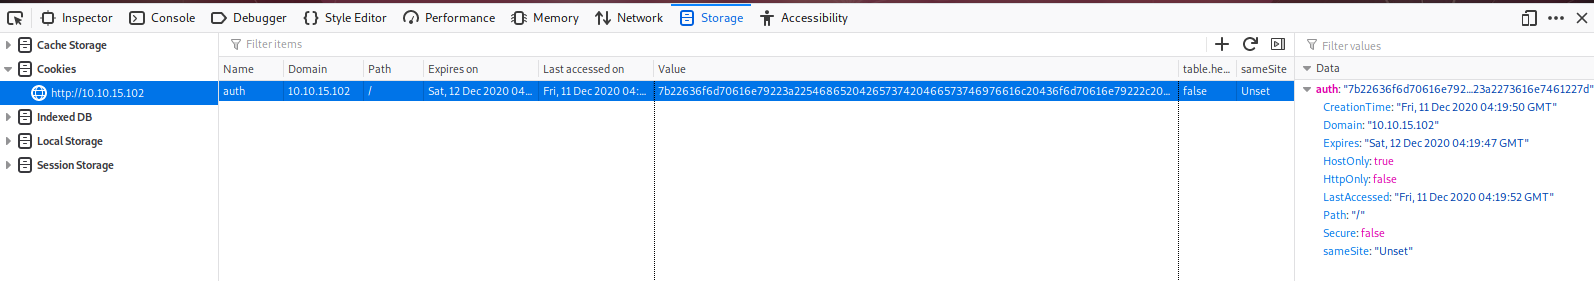 Inspector Console Debugger Style Editor Performance Memory Network Storage Accessibility
Cache Storage
Cookies
http://10.10.15.102
Indexed DB
Local Storage
Session Storage
Filter items
Name Domain Path Expires on Last accessed on Value table.he... sameSite
auth 10.10.15.102 / Sat, 12 Dec 2020 04:... Fri, 11 Dec 2020 04:... 7b22636f6d70616e79223a22546865204265737420466573746976616c20436f6d70616e79222c20... false Unset
Filter values
Data
auth: "7b22636f6d70616e792...23a2273616e7461227d"
CreationTime: "Fri, 11 Dec 2020 04:19:50 GMT"
Domain: "10.10.15.102"
Expires: "Sat, 12 Dec 2020 04:19:47 GMT"
HostOnly: true
HttpOnly: false
LastAccessed: "Fri, 11 Dec 2020 04:19:52 GMT"
Path: "/"
Secure: false
sameSite: "Unset"